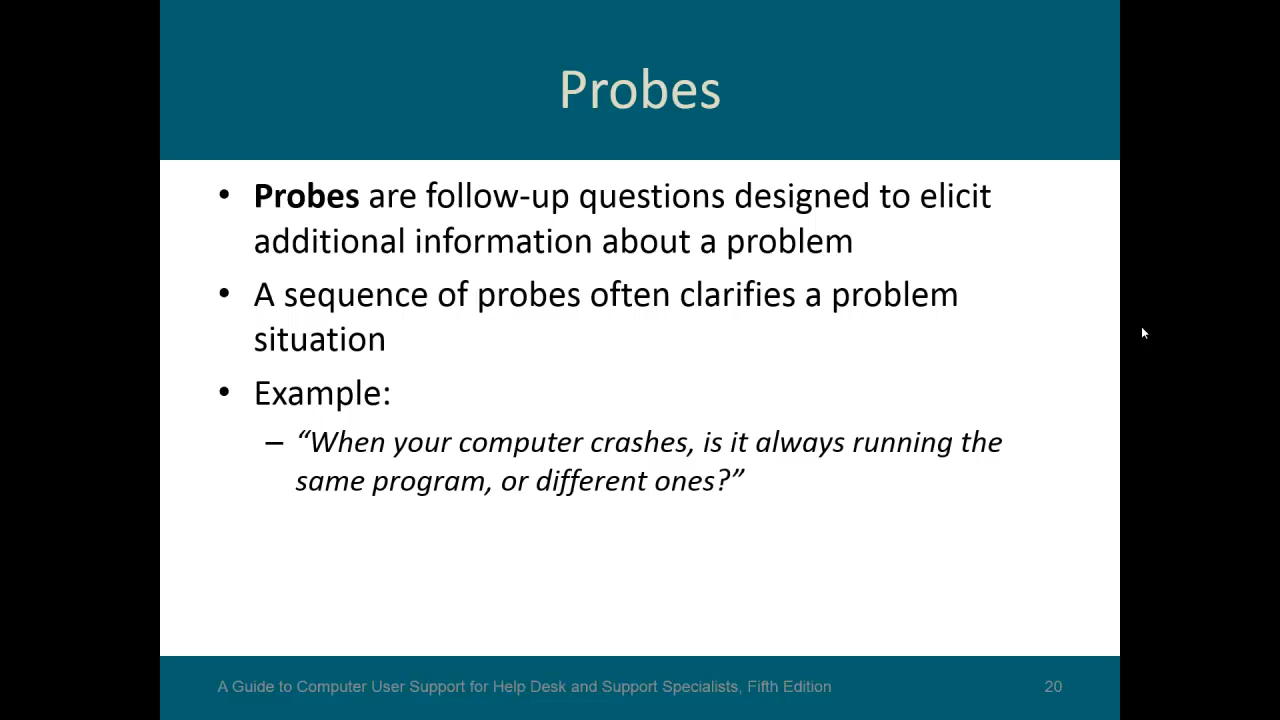 Probes
• Probes are follow-up questions designed to elicit
additional information about a problem
• A sequence of probes often clarifies a problem
situation
• Example:
– “When your computer crashes, is it always running the
same program, or different ones?”
A Guide to Computer User Support for Help Desk and Support Specialists, Fifth Edition 20